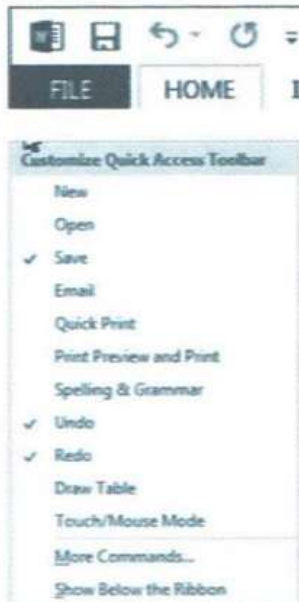 FILE HOME I
Customize Quick Access Toolbar
New
Open
✓ Save
Email
Quick Print
Print Preview and Print
Spelling & Grammar
✓ Undo
✓ Redo
Draw Table
Touch/Mouse Mode
More Commands...
Show Below the Ribbon